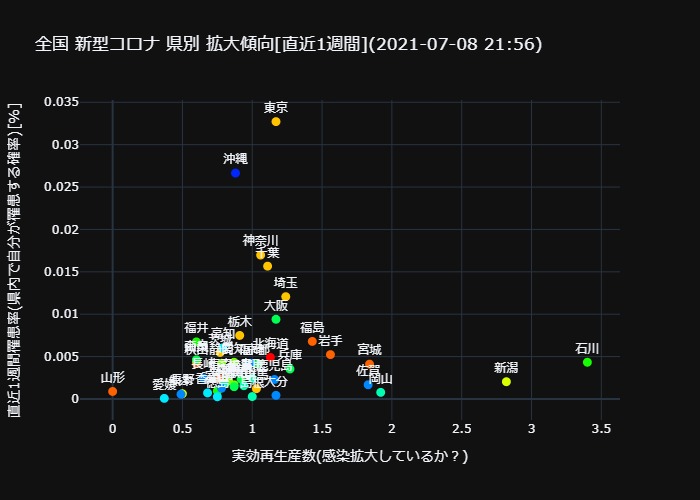 全国 新型コロナ 県別 拡大傾向[直近1週間](2021-07-08 21:56)
直近1週間罹患率(県内で自分が罹患する確率)[%]
0.035
0.03
0.025
0.02
0.015
0.01
0.005
0
東京
沖縄
神奈川
千葉
埼玉
大阪
栃木
福井
高知
福島
岩手
北海道
兵庫
宮城
石川
佐賀
岡山
新潟
山形
愛媛
大分
0
0.5
1
1.5
2
2.5
3
3.5
実効再生産数(感染拡大しているか？)